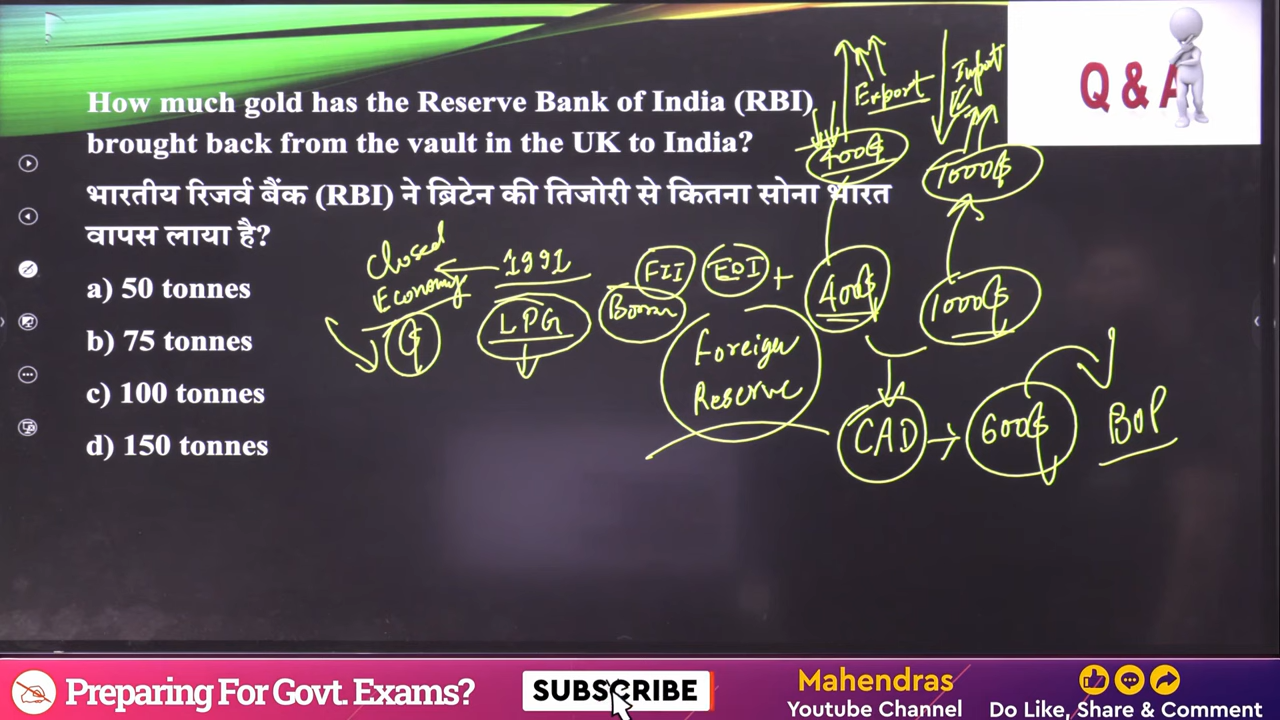 How much gold has the Reserve Bank of India (RBI)
brought back from the vault in the UK to India?
भारतीय रिजर्व बैंक (RBI) ने ब्रिटेन की तिजोरी से कितना सोना भारत
वापस लाया है?
a) 50 tonnes
b) 75 tonnes
c) 100 tonnes
d) 150 tonnes
Q & A
Export
Import
400$
1000$
Closed
Economy
1991
LPG
FII
+
400$
1000$
Foreign
Reserve
CAD
600$
BOP
Preparing For Govt. Exams?
SUBSCRIBE
Mahendras
Youtube Channel
Do Like, Share & Comment